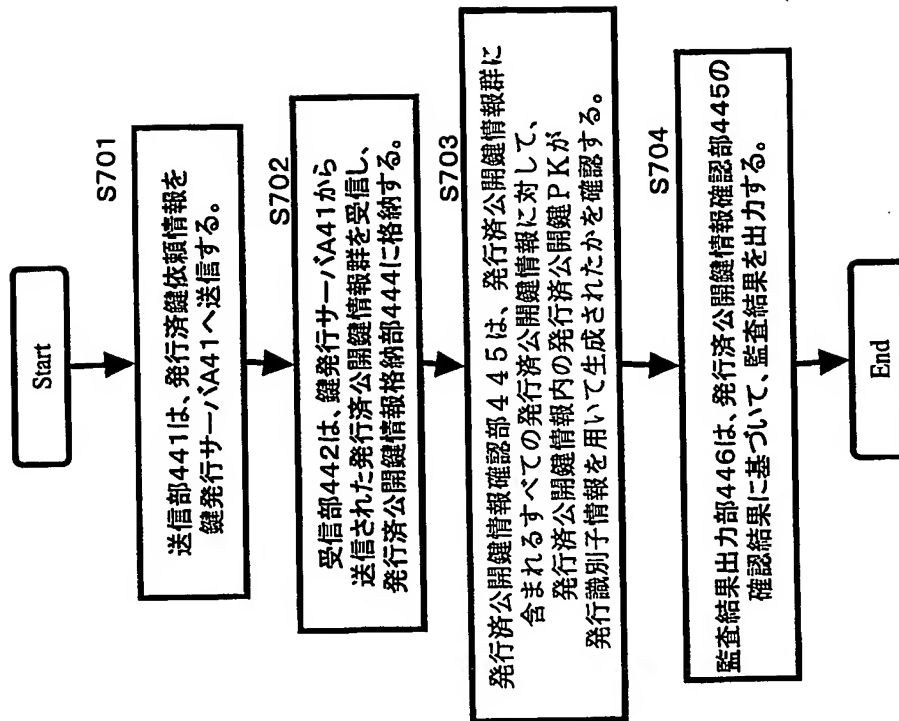 Start
S701
送信部441は、発行済鍵依頼情報を
鍵発行サーバA41へ送信する。
S702
受信部442は、鍵発行サーバA41から
送信された発行済公開鍵情報群を受信し、
発行済公開鍵情報格納部444に格納する。
S703
発行済公開鍵情報確認部445は、発行済公開鍵情報群に
含まれるすべての発行済公開鍵情報に対して、
発行済公開鍵情報内の発行済公開鍵PKが
発行識別子情報を用いて生成されたかを確認する。
S704
監査結果出力部446は、発行済公開鍵情報確認部445の
確認結果に基づいて、監査結果を出力する。
End